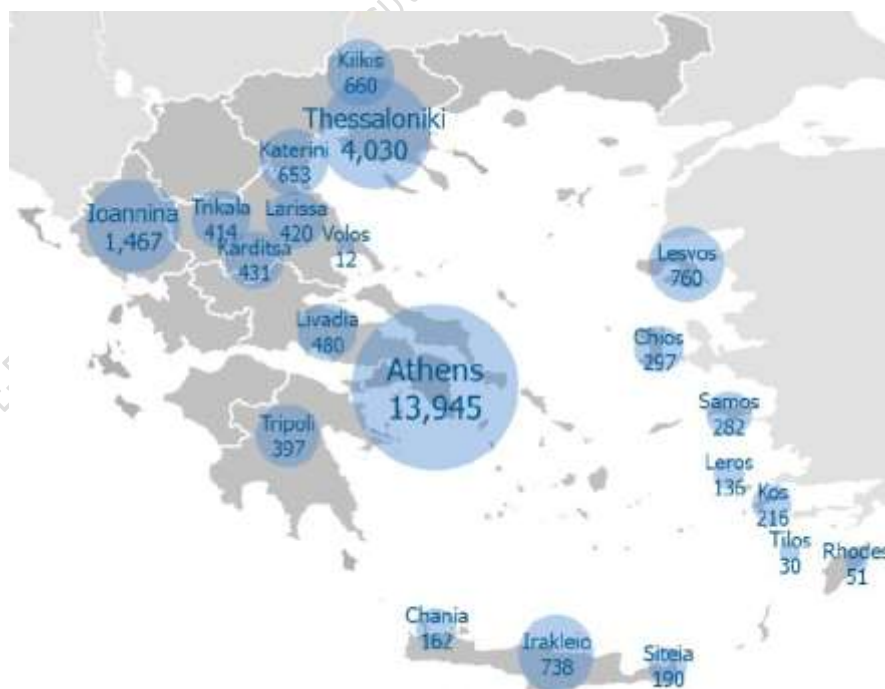 Kilkis
660
Thessaloniki
4,030
Katerini
653
Ioannina
1,467
Trikala
414
Larissa
420
Volos
12
Karditsa
431
Lesvos
760
Livadia
480
Chios
297
Athens
13,945
Samos
282
Tripoli
397
Leros
136
Kos
216
Tilos
30
Rhodes
51
Chania
162
Irakleio
738
Siteia
190